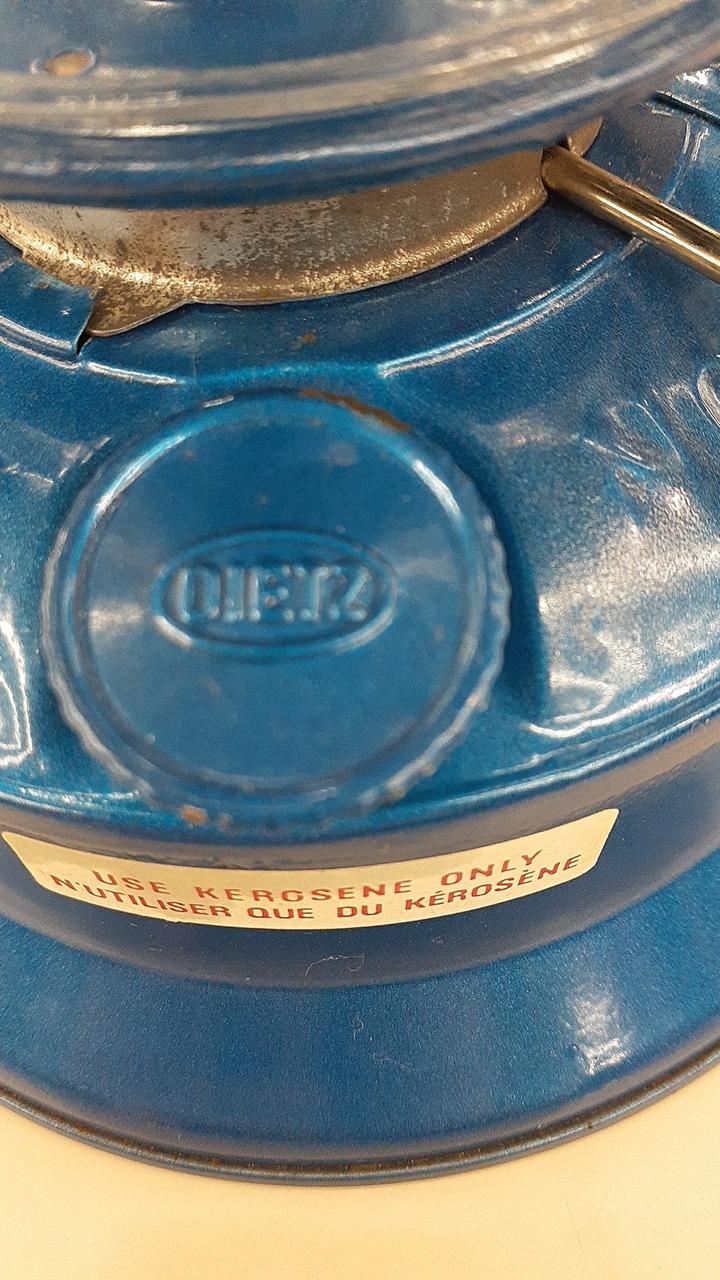 DIETZ
USE KEROSENE ONLY
N'UTILISER QUE DU KÉROSÈNE